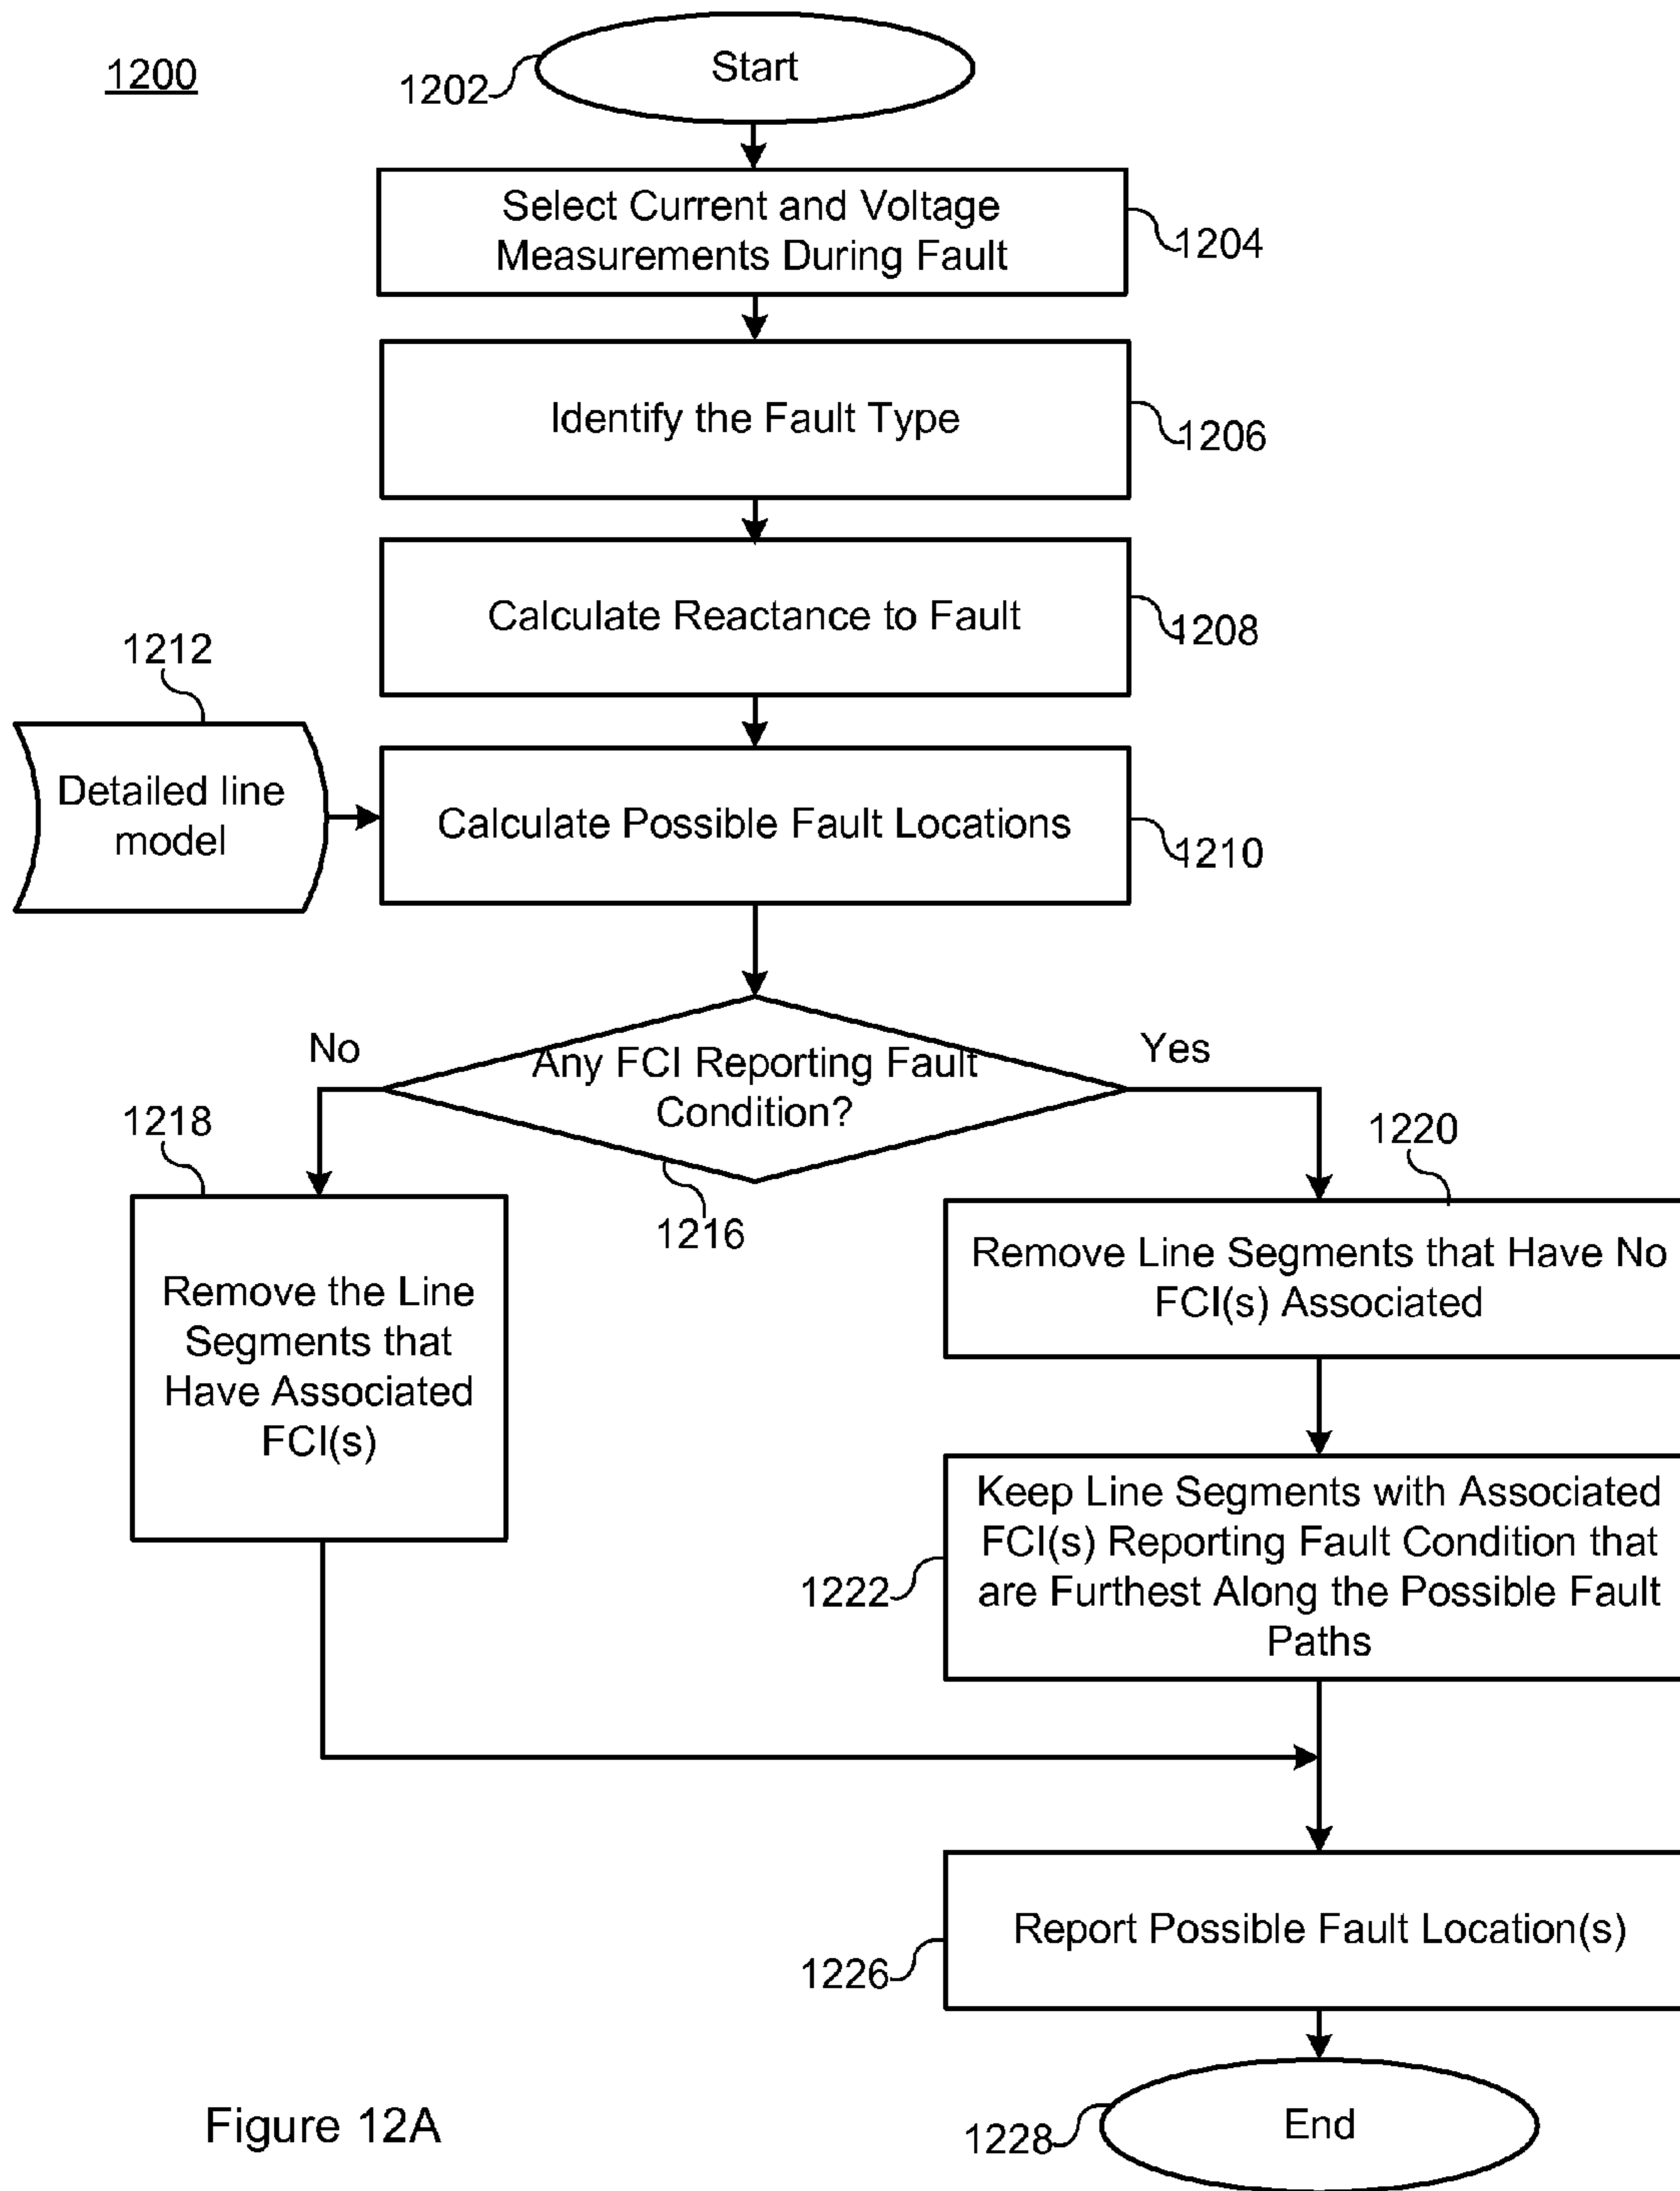 1200
1202
Start
Select Current and Voltage
Measurements During Fault
1204
Identify the Fault Type
1206
Calculate Reactance to Fault
1208
1212
Detailed line
model
Calculate Possible Fault Locations
1210
No
Any FCI Reporting Fault
Condition?
Yes
1216
1218
Remove the Line
Segments that
Have Associated
FCI(s)
1220
Remove Line Segments that Have No
FCI(s) Associated
Keep Line Segments with Associated
FCI(s) Reporting Fault Condition that
are Furthest Along the Possible Fault
Paths
1222
Report Possible Fault Location(s)
1226
End
1228
Figure 12A